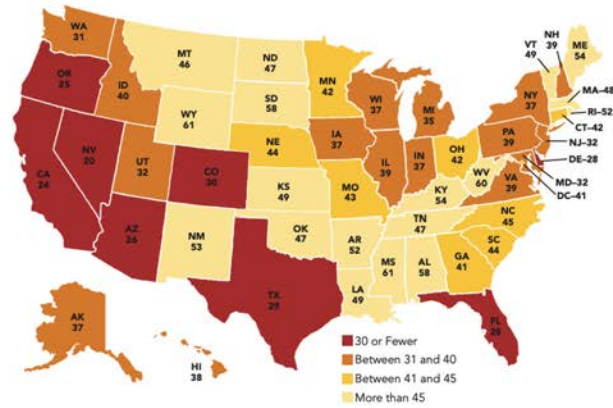 WA
31
OR
25
CA
24
NV
20
ID
40
MT
46
WY
61
UT
32
AZ
26
CO
30
NM
53
ND
47
SD
58
NE
44
KS
49
OK
47
TX
29
MN
42
IA
37
MO
43
AR
52
LA
49
WI
37
IL
39
MI
35
IN
37
OH
42
KY
54
TN
47
MS
61
AL
58
GA
41
FL
25
SC
44
NC
45
VA
39
WV
60
PA
39
NY
37
VT
49
NH
39
ME
54
MA–48
RI–52
CT–42
NJ–32
DE–28
MD–32
DC–41
AK
37
HI
38
30 or Fewer
Between 31 and 40
Between 41 and 45
More than 45